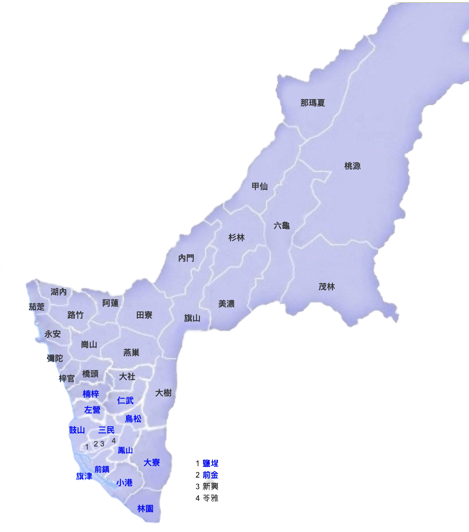 那瑪夏
桃源
甲仙
六龜
杉林
內門
茂林
美濃
旗山
湖內
茄萣
路竹
阿蓮
田寮
永安
崗山
彌陀
燕巢
梓官
橋頭
大社
大樹
楠梓
仁武
左營
鳥松
鼓山
三民
1
2
3
4
鳳山
前鎮
大寮
旗津
小港
林園
1 鹽埕
2 前金
3 新興
4 苓雅